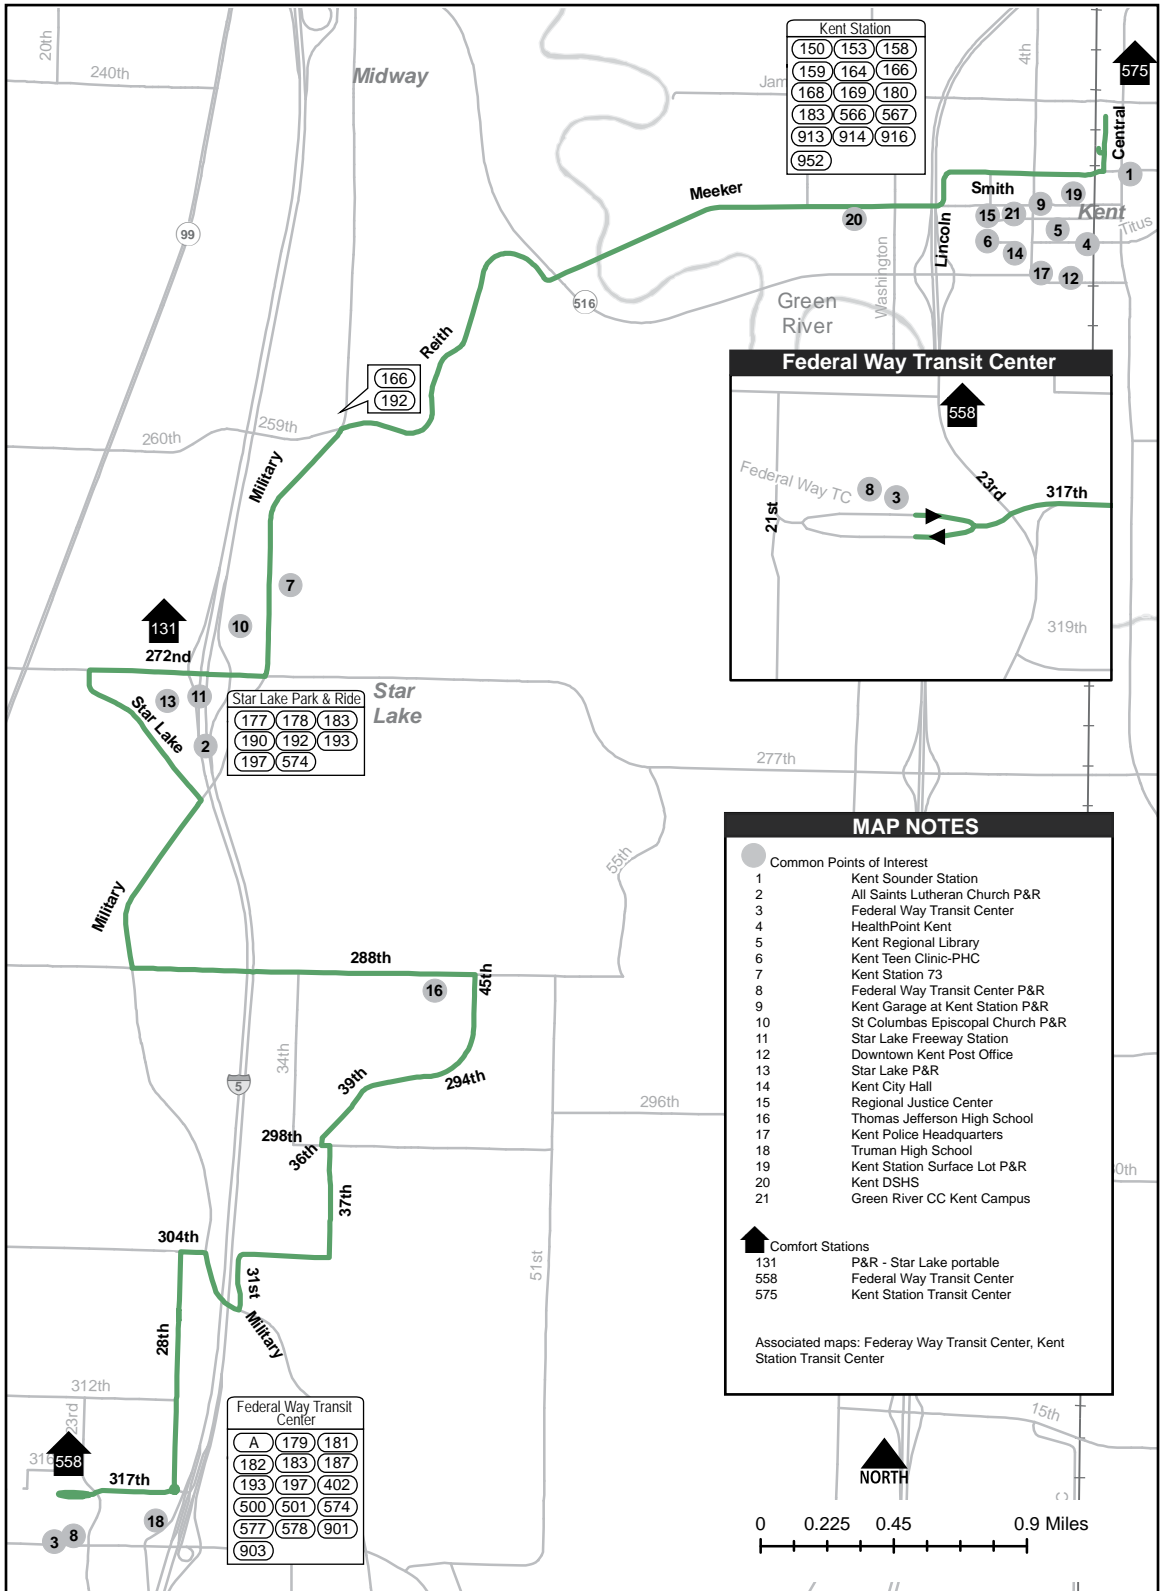 20th
240th
Midway
Kent Station
150 153 158
159 164 166
168 169 180
183 566 567
913 914 916
952
4th
575
Central
1
Meeker
Smith
19
9
15 21
Kent
20
5
Titus
6
14
4
17 12
Lincoln
Washington
99
516
Green
River
Reith
166
192
259th
260th
Military
Federal Way Transit Center
558
Federal Way TC
8 3
21st
23rd
317th
319th
7
10
131
272nd
13 11
Star Lake
2
Star
Lake
Star Lake Park & Ride
177 178 183
190 192 193
197 574
277th
55th
Military
288th
16
45th
34th
5
39th
294th
298th
36th
296th
37th
304th
31st
51st
28th
Military
312th
23rd
558
317th
18
3 8
Federal Way Transit
Center
A 179 181
182 183 187
193 197 402
500 501 574
577 578 901
903
MAP NOTES
Common Points of Interest
1 Kent Sounder Station
2 All Saints Lutheran Church P&R
3 Federal Way Transit Center
4 HealthPoint Kent
5 Kent Regional Library
6 Kent Teen Clinic-PHC
7 Kent Station 73
8 Federal Way Transit Center P&R
9 Kent Garage at Kent Station P&R
10 St Columbas Episcopal Church P&R
11 Star Lake Freeway Station
12 Downtown Kent Post Office
13 Star Lake P&R
14 Kent City Hall
15 Regional Justice Center
16 Thomas Jefferson High School
17 Kent Police Headquarters
18 Truman High School
19 Kent Station Surface Lot P&R
20 Kent DSHS
21 Green River CC Kent Campus
Comfort Stations
131 P&R - Star Lake portable
558 Federal Way Transit Center
575 Kent Station Transit Center
Associated maps: Federay Way Transit Center, Kent
Station Transit Center
15th
NORTH
0 0.225 0.45 0.9 Miles